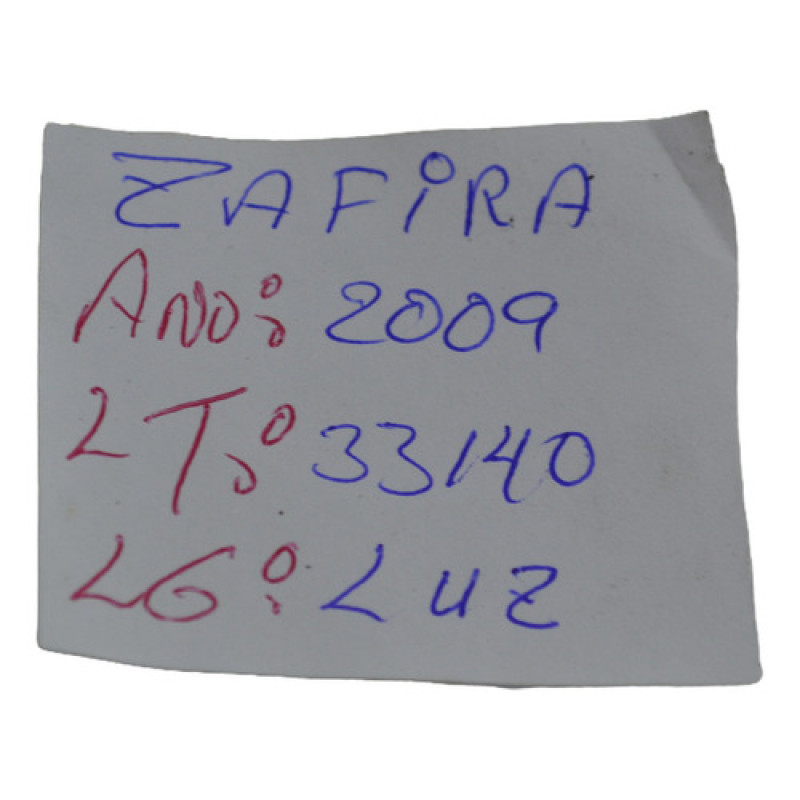 ZAFiRA
ANO: 2009
LT: 33140
LG: LUZ